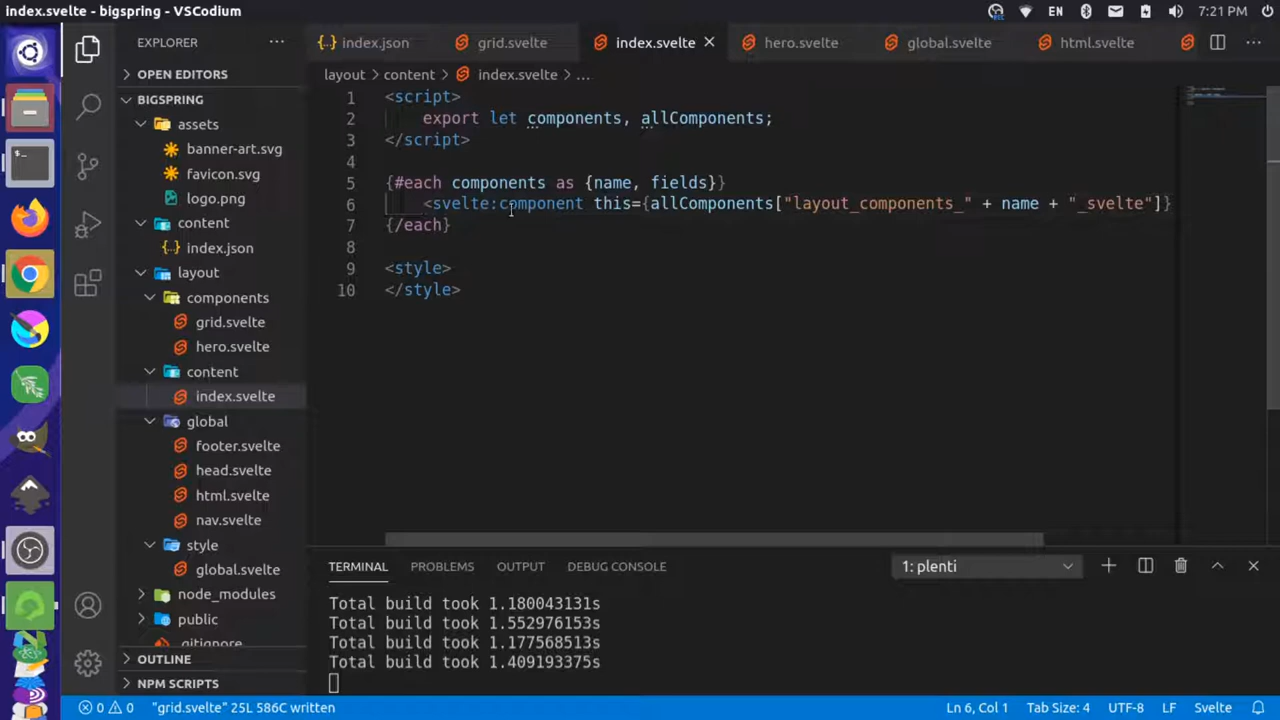 index.svelte - bigspring - VSCodium
EN
7:21 PM
EXPLORER
OPEN EDITORS
BIGSPRING
assets
banner-art.svg
favicon.svg
logo.png
content
index.json
layout
components
grid.svelte
hero.svelte
content
index.svelte
global
footer.svelte
head.svelte
html.svelte
nav.svelte
style
global.svelte
node_modules
public
.gitignore
OUTLINE
NPM SCRIPTS
index.json
grid.svelte
index.svelte
hero.svelte
global.svelte
html.svelte
layout > content > index.svelte > ...
1 <script>
2 export let components, allComponents;
3 </script>
4
5 {#each components as {name, fields}}
6 <svelte:component this={allComponents["layout_components_" + name + "_svelte"]}
7 {/each}
8
9 <style>
10 </style>
TERMINAL
PROBLEMS
OUTPUT
DEBUG CONSOLE
1: plenti
Total build took 1.180043131s
Total build took 1.552976153s
Total build took 1.177568513s
Total build took 1.409193375s
0 0
"grid.svelte" 25L 586C written
Ln 6, Col 1
Tab Size: 4
UTF-8
LF
Svelte